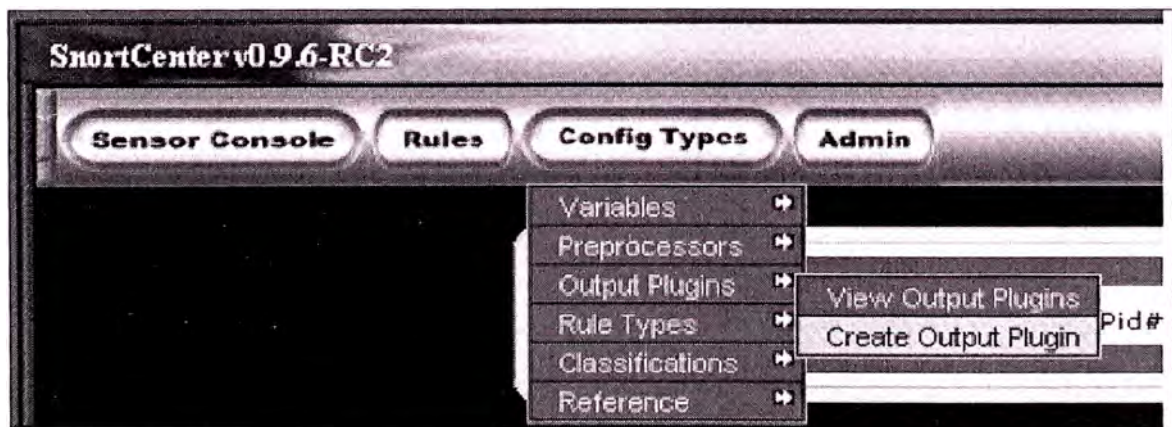 SnortCenter v0.9.6-RC2
Sensor Console Rules Config Types Admin
Variables
Preprocessors
Output Plugins
View Output Plugins
Rule Types
Create Output Plugin
Pid#
Classifications
Reference